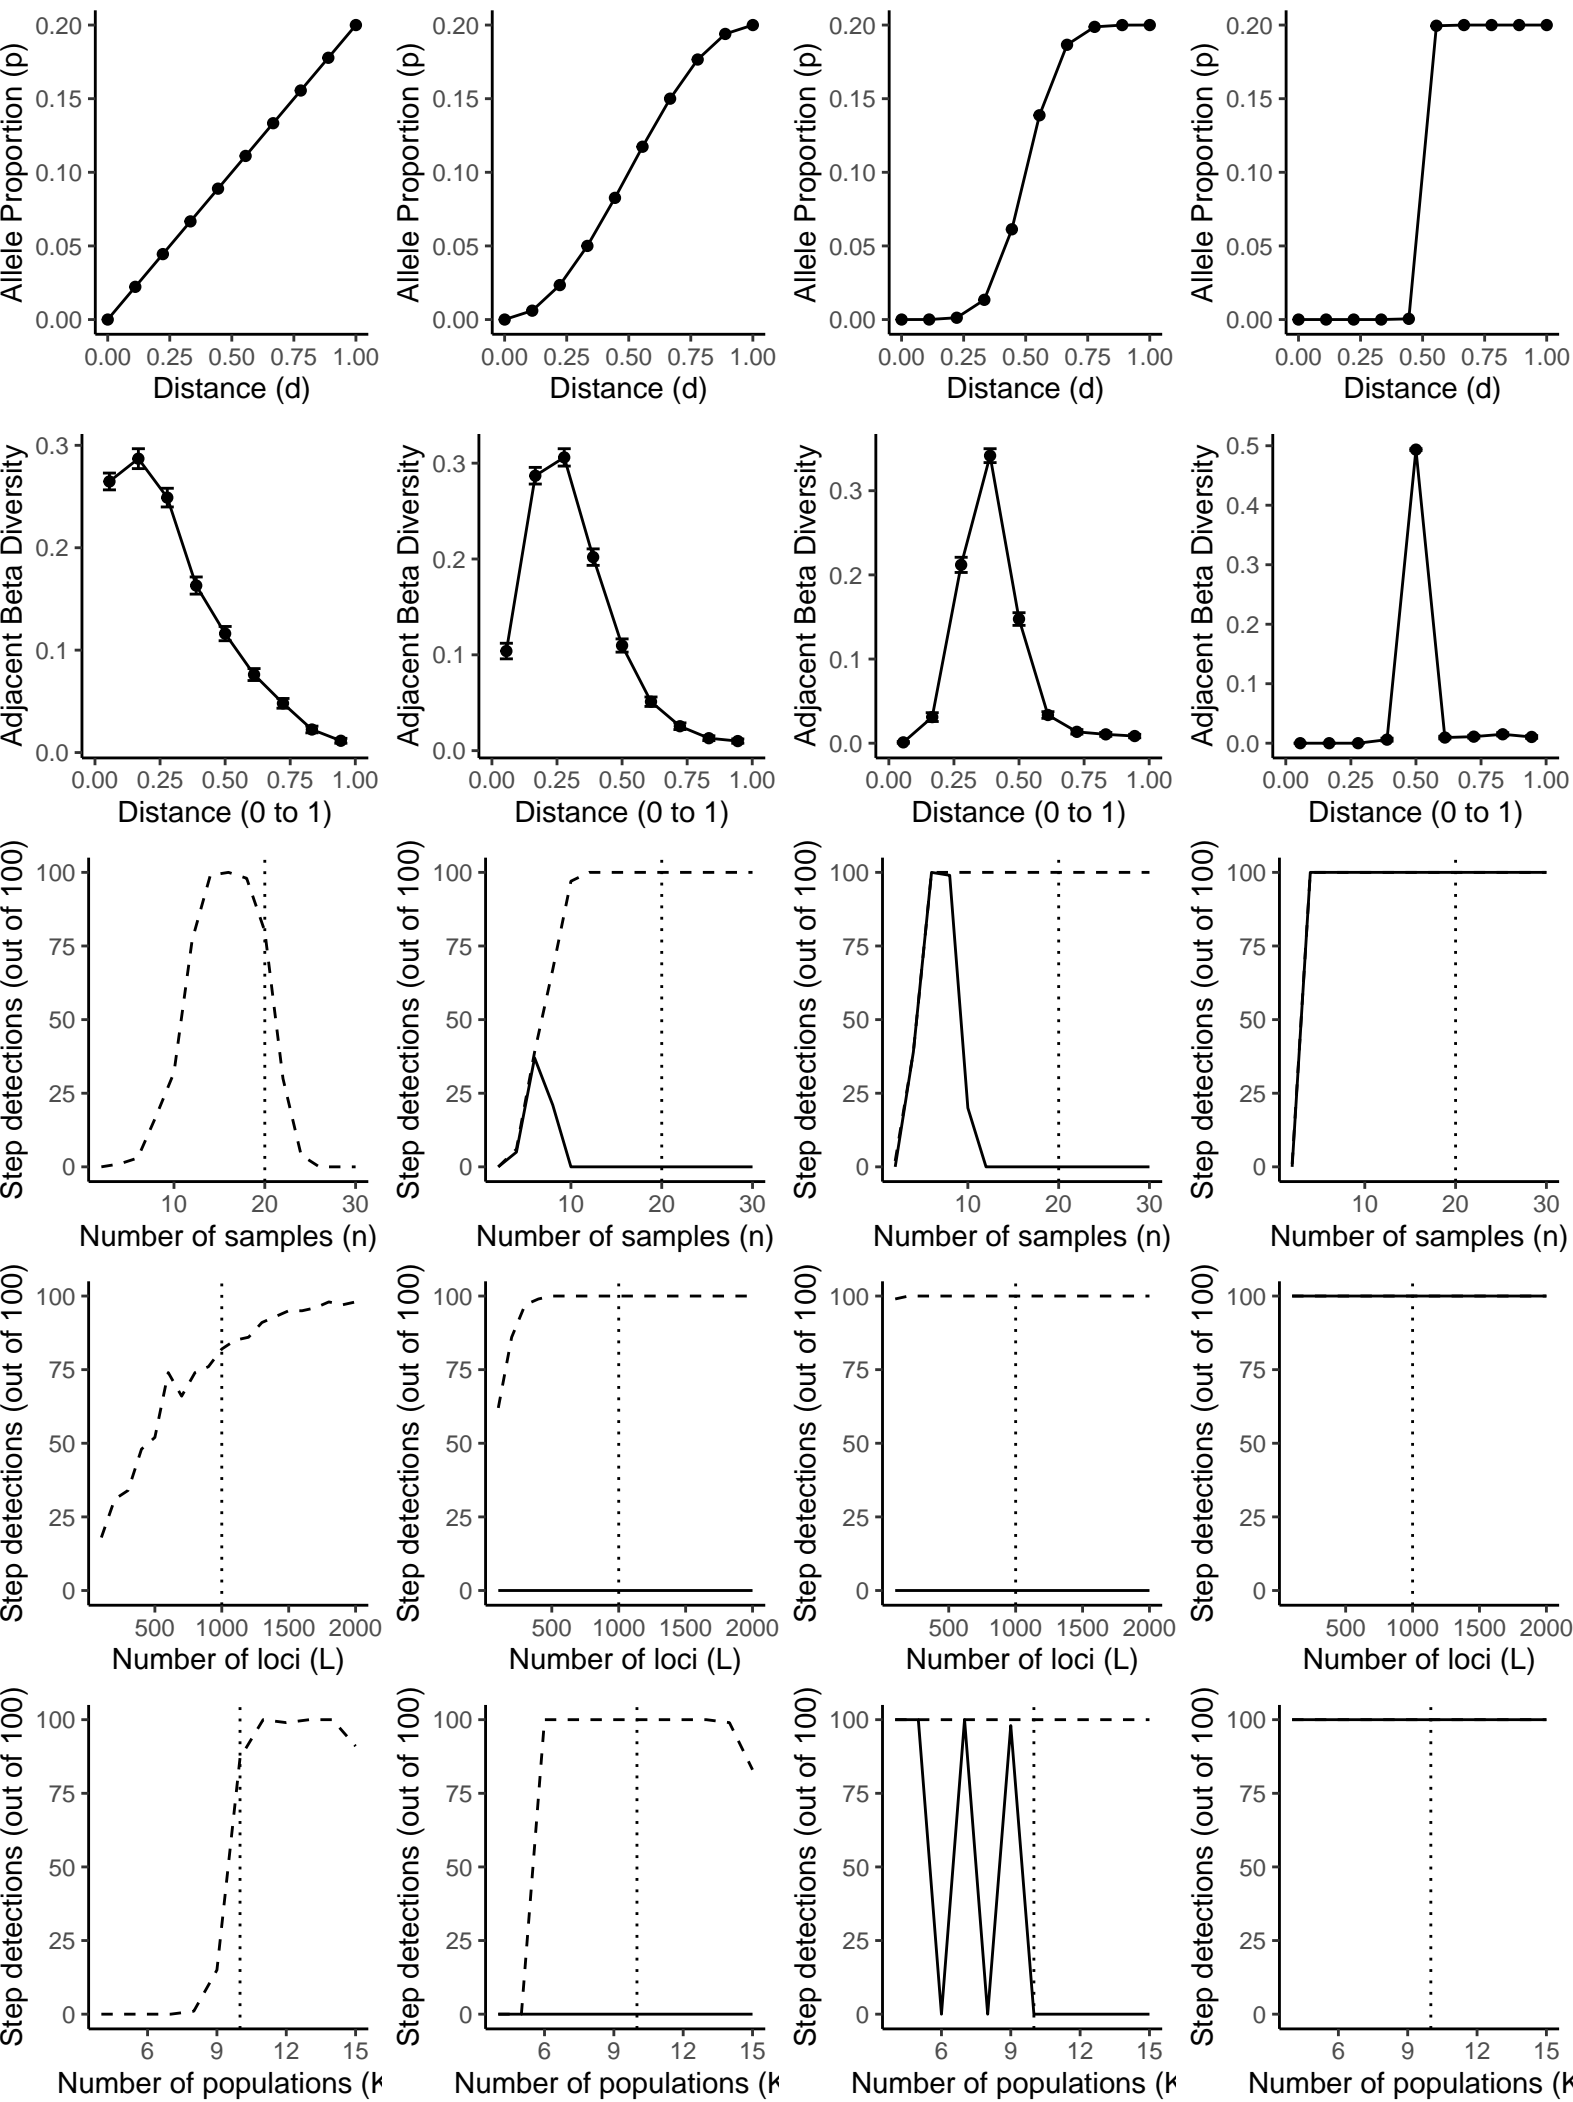 Allele Proportion (p)
0.20
0.15
0.10
0.05
0.00
0.00 0.25 0.50 0.75 1.00
Distance (d)
Allele Proportion (p)
0.20
0.15
0.10
0.05
0.00
0.00 0.25 0.50 0.75 1.00
Distance (d)
Allele Proportion (p)
0.20
0.15
0.10
0.05
0.00
0.00 0.25 0.50 0.75 1.00
Distance (d)
Allele Proportion (p)
0.20
0.15
0.10
0.05
0.00
0.00 0.25 0.50 0.75 1.00
Distance (d)
Adjacent Beta Diversity
0.3
0.2
0.1
0.0
0.00 0.25 0.50 0.75 1.00
Distance (0 to 1)
Adjacent Beta Diversity
0.3
0.2
0.1
0.0
0.00 0.25 0.50 0.75 1.00
Distance (0 to 1)
Adjacent Beta Diversity
0.3
0.2
0.1
0.0
0.00 0.25 0.50 0.75 1.00
Distance (0 to 1)
Adjacent Beta Diversity
0.5
0.4
0.3
0.2
0.1
0.0
0.00 0.25 0.50 0.75 1.00
Distance (0 to 1)
Step detections (out of 100)
100
75
50
25
0
10 20 30
Number of samples (n)
Step detections (out of 100)
100
75
50
25
0
10 20 30
Number of samples (n)
Step detections (out of 100)
100
75
50
25
0
10 20 30
Number of samples (n)
Step detections (out of 100)
100
75
50
25
0
10 20 30
Number of samples (n)
Step detections (out of 100)
100
75
50
25
0
500 1000 1500 2000
Number of loci (L)
Step detections (out of 100)
100
75
50
25
0
500 1000 1500 2000
Number of loci (L)
Step detections (out of 100)
100
75
50
25
0
500 1000 1500 2000
Number of loci (L)
Step detections (out of 100)
100
75
50
25
0
500 1000 1500 2000
Number of loci (L)
Step detections (out of 100)
100
75
50
25
0
6 9 12 15
Number of populations (K
Step detections (out of 100)
100
75
50
25
0
6 9 12 15
Number of populations (K
Step detections (out of 100)
100
75
50
25
0
6 9 12 15
Number of populations (K
Step detections (out of 100)
100
75
50
25
0
6 9 12 15
Number of populations (K